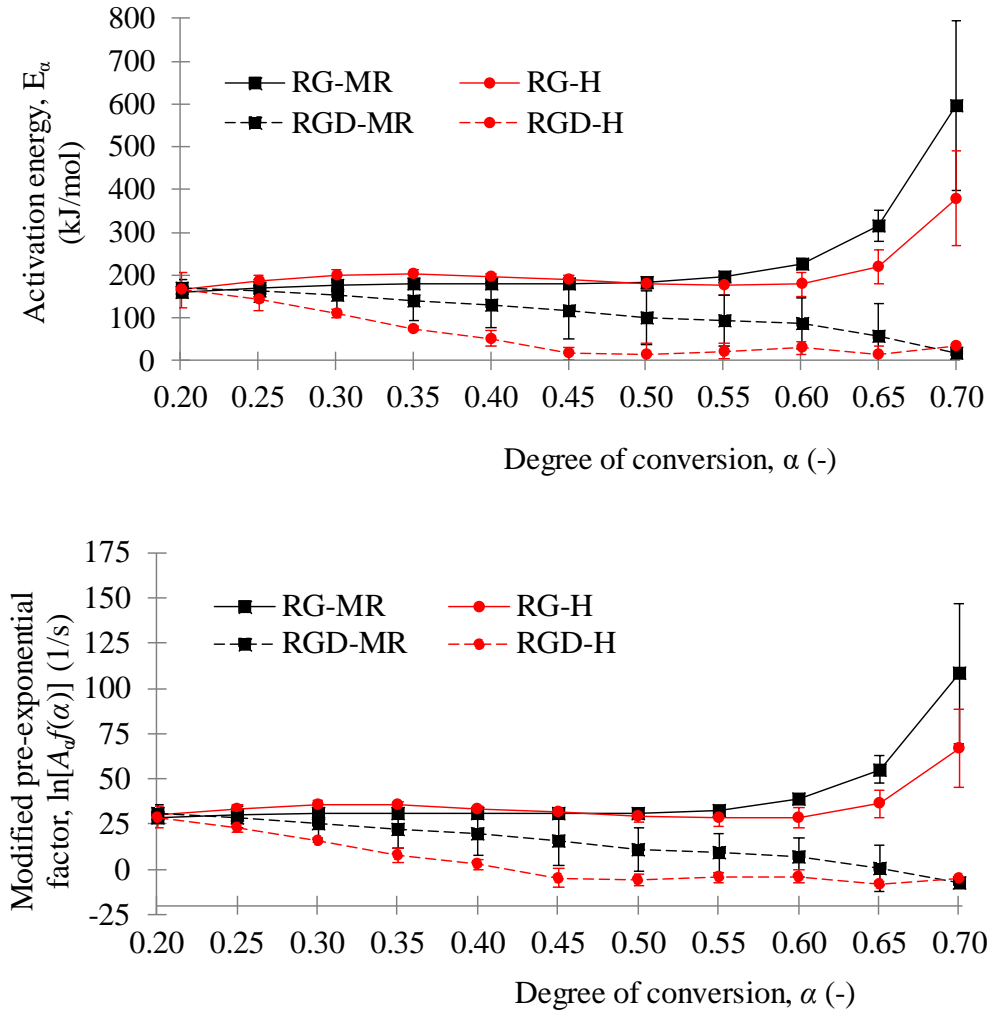 800
700
600
500
400
300
200
100
0
Activation energy, Eα
(kJ/mol)
RG-MR
RG-H
RGD-MR
RGD-H
0.20 0.25 0.30 0.35 0.40 0.45 0.50 0.55 0.60 0.65 0.70
Degree of conversion, α (-)
175
150
125
100
75
50
25
0
-25
Modified pre-exponential
factor, ln[Aαf(α)] (1/s)
RG-MR
RG-H
RGD-MR
RGD-H
0.20 0.25 0.30 0.35 0.40 0.45 0.50 0.55 0.60 0.65 0.70
Degree of conversion, α (-)